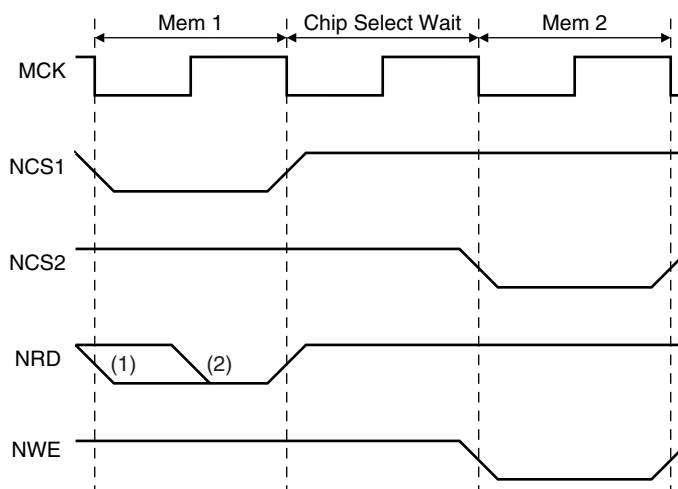 Mem 1 Chip Select Wait Mem 2
MCK
NCS1
NCS2
NRD (1) (2)
NWE